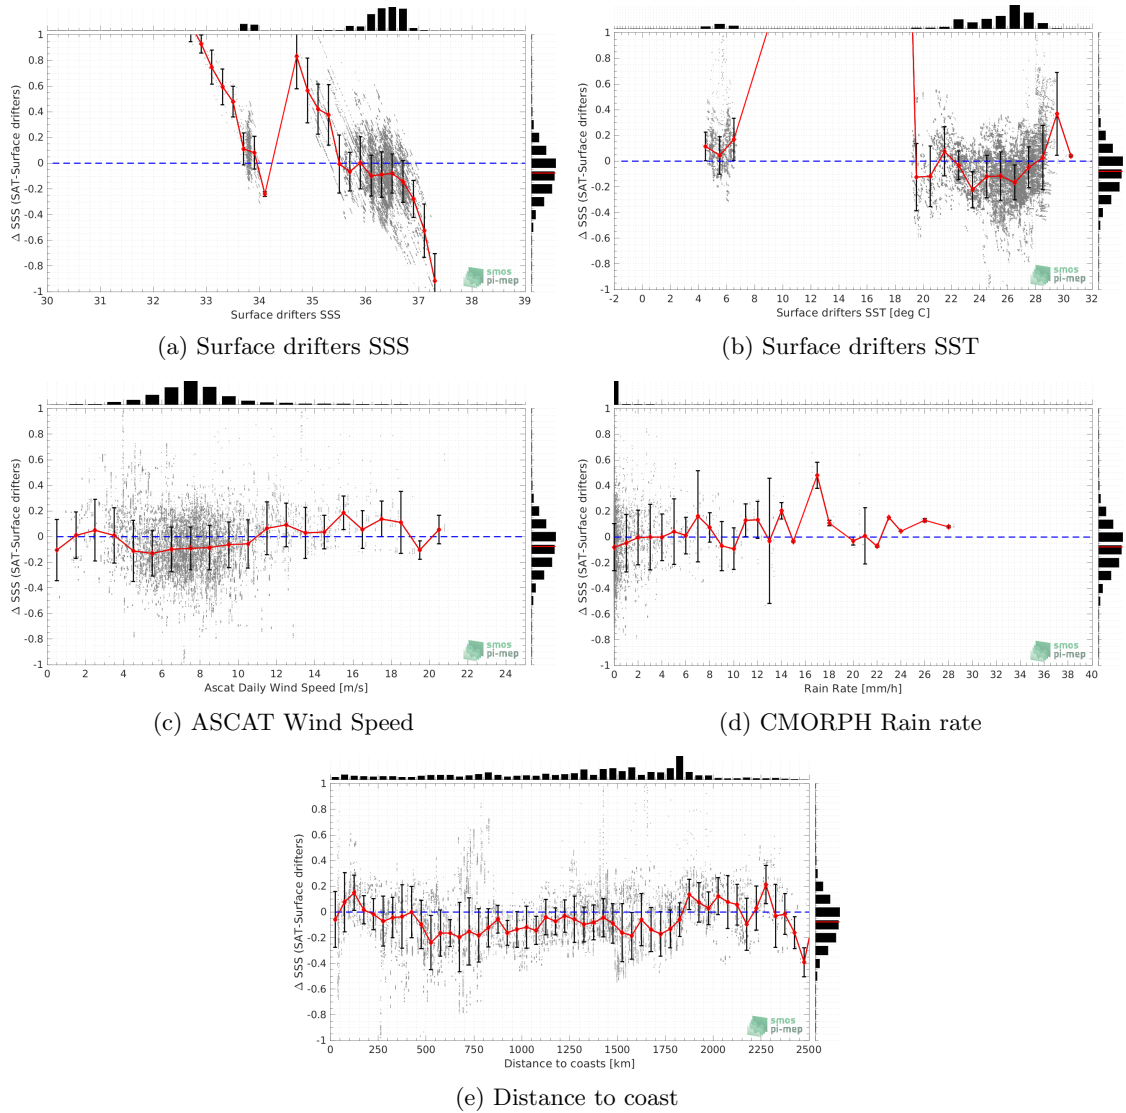 1
0.8
0.6
0.4
0.2
0
-0.2
-0.4
-0.6
-0.8
-1
Δ SSS (SAT-Surface drifters)
30 31 32 33 34 35 36 37 38 39
Surface drifters SSS
smos
pi-mep
(a) Surface drifters SSS
1
0.8
0.6
0.4
0.2
0
-0.2
-0.4
-0.6
-0.8
-1
Δ SSS (SAT-Surface drifters)
-2 0 2 4 6 8 10 12 14 16 18 20 22 24 26 28 30 32
Surface drifters SST [deg C]
smos
pi-mep
(b) Surface drifters SST
1
0.8
0.6
0.4
0.2
0
-0.2
-0.4
-0.6
-0.8
-1
Δ SSS (SAT-Surface drifters)
0 2 4 6 8 10 12 14 16 18 20 22 24
Ascat Daily Wind Speed [m/s]
smos
pi-mep
(c) ASCAT Wind Speed
1
0.8
0.6
0.4
0.2
0
-0.2
-0.4
-0.6
-0.8
-1
Δ SSS (SAT-Surface drifters)
0 2 4 6 8 10 12 14 16 18 20 22 24 26 28 30 32 34 36 38 40
Rain Rate [mm/h]
smos
pi-mep
(d) CMORPH Rain rate
1
0.8
0.6
0.4
0.2
0
-0.2
-0.4
-0.6
-0.8
-1
Δ SSS (SAT-Surface drifters)
0 250 500 750 1000 1250 1500 1750 2000 2250 2500
Distance to coasts [km]
smos
pi-mep
(e) Distance to coast